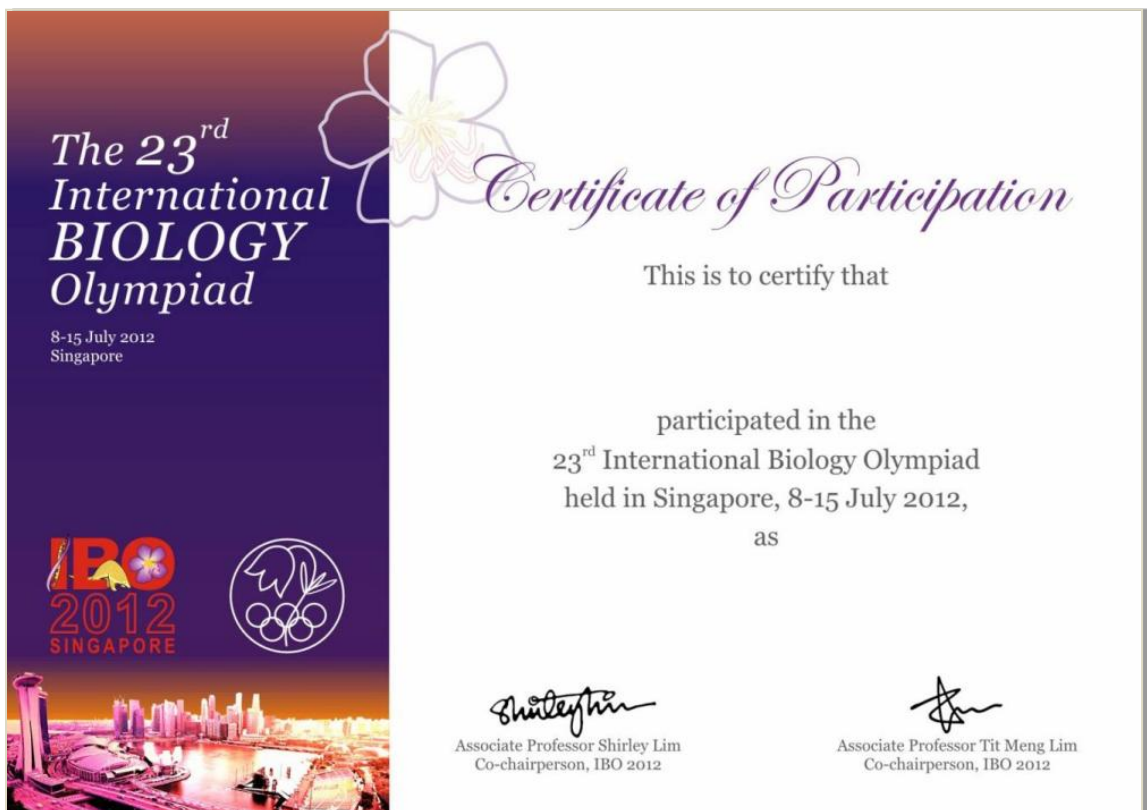 The 23rd
International
BIOLOGY
Olympiad
8-15 July 2012
Singapore
IBO
2012
SINGAPORE
Certificate of Participation
This is to certify that
participated in the
23rd International Biology Olympiad
held in Singapore, 8-15 July 2012,
as
Shirley Lim
Associate Professor Shirley Lim
Co-chairperson, IBO 2012
Associate Professor Tit Meng Lim
Co-chairperson, IBO 2012